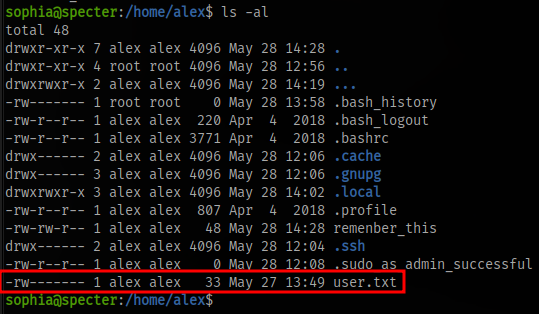 sophia@specter:/home/alex$ ls -al
total 48
drwxr-xr-x 7 alex alex 4096 May 28 14:28 .
drwxr-xr-x 4 root root 4096 May 28 12:56 ..
drwxr-xr-x 2 alex alex 4096 May 28 14:19 ...
-rw------- 1 root root    0 May 28 13:58 .bash_history
-rw-r--r-- 1 alex alex  220 Apr  4  2018 .bash_logout
-rw-r--r-- 1 alex alex 3771 Apr  4  2018 .bashrc
drwx------ 2 alex alex 4096 May 28 12:06 .cache
drwx------ 3 alex alex 4096 May 28 12:06 .gnupg
drwxrwxr-x 3 alex alex 4096 May 28 14:02 .local
-rw-r--r-- 1 alex alex  807 Apr  4  2018 .profile
-rw-r--r-- 1 alex alex   48 May 28 14:28 remenber_this
drwx------ 2 alex alex 4096 May 28 12:04 .ssh
-rw-r--r-- 1 alex alex    0 May 28 12:08 .sudo_as_admin_successful
-rw------- 1 alex alex   33 May 27 13:49 user.txt
sophia@specter:/home/alex$